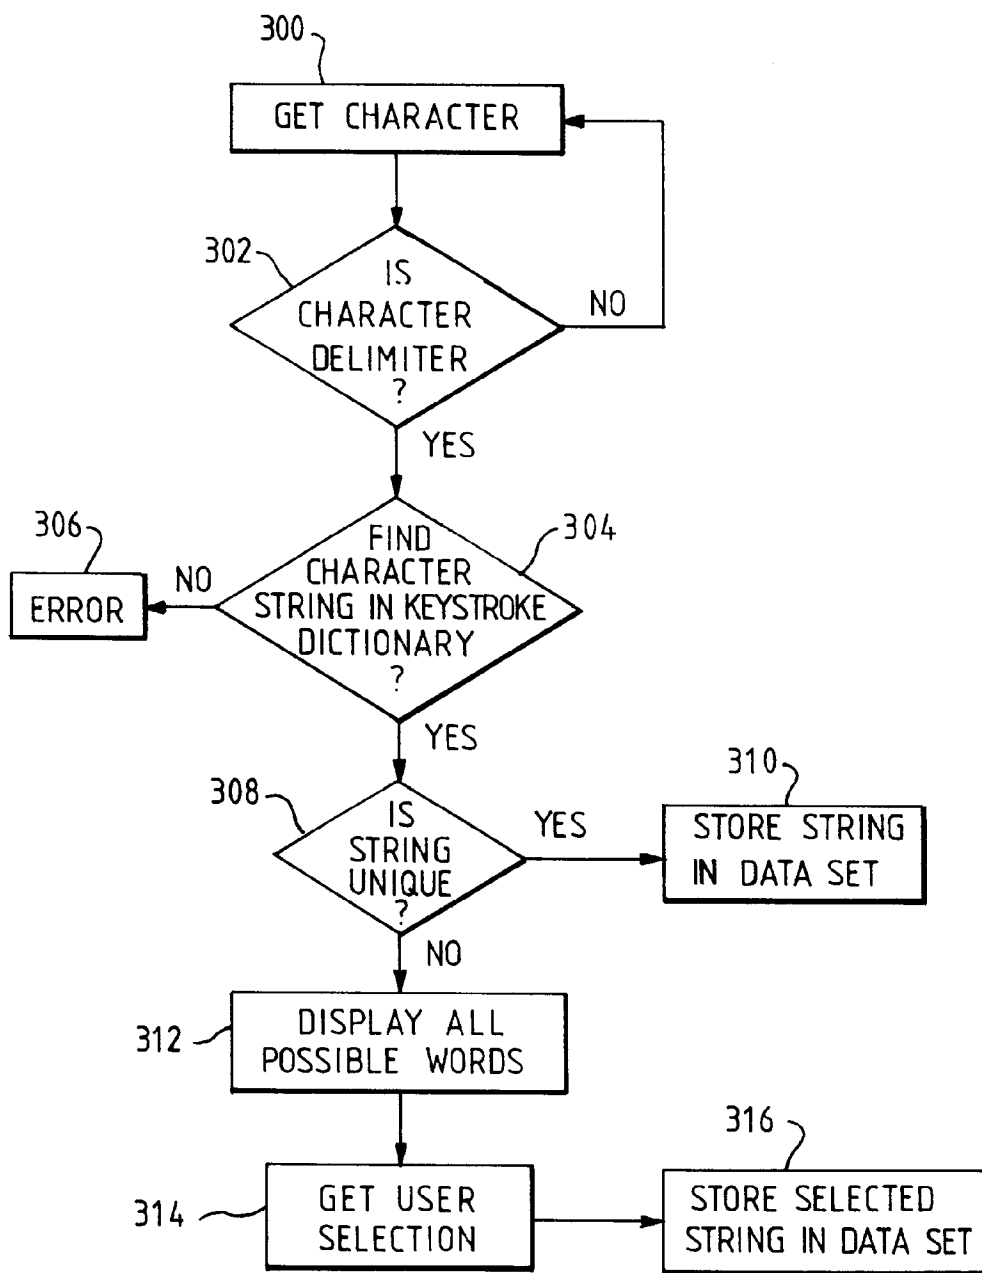 300
GET CHARACTER
302
IS
CHARACTER
DELIMITER
?
NO
YES
306
ERROR
NO
304
FIND
CHARACTER
STRING IN KEYSTROKE
DICTIONARY
?
YES
308
IS
STRING
UNIQUE
?
YES
310
STORE STRING
IN DATA SET
NO
312
DISPLAY ALL
POSSIBLE WORDS
314
GET USER
SELECTION
316
STORE SELECTED
STRING IN DATA SET